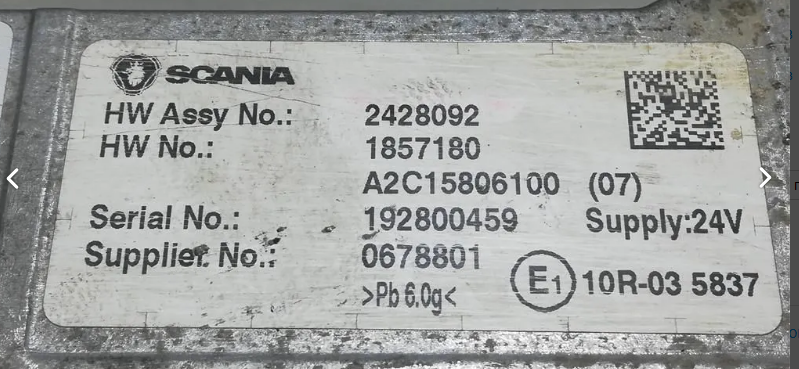 SCANIA
HW Assy No.: 2428092
HW No.: 1857180
A2C15806100 (07)
Serial No.: 192800459 Supply:24V
Supplier. No.: 0678801
>Pb 6.0g< E1 10R-03 5837